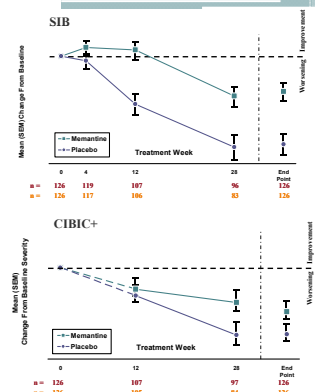 SIB
Mean (SEM) Change From Baseline
Improvement
Worsening
Memantine
Placebo
Treatment Week
0 4 12 28 End Point
n = 126 119 107 96 126
n = 126 117 106 83 126
CIBIC+
Mean (SEM)
Change From Baseline Severity
Improvement
Worsening
Memantine
Placebo
Treatment Week
0 12 28 End Point
n = 126 107 97 126